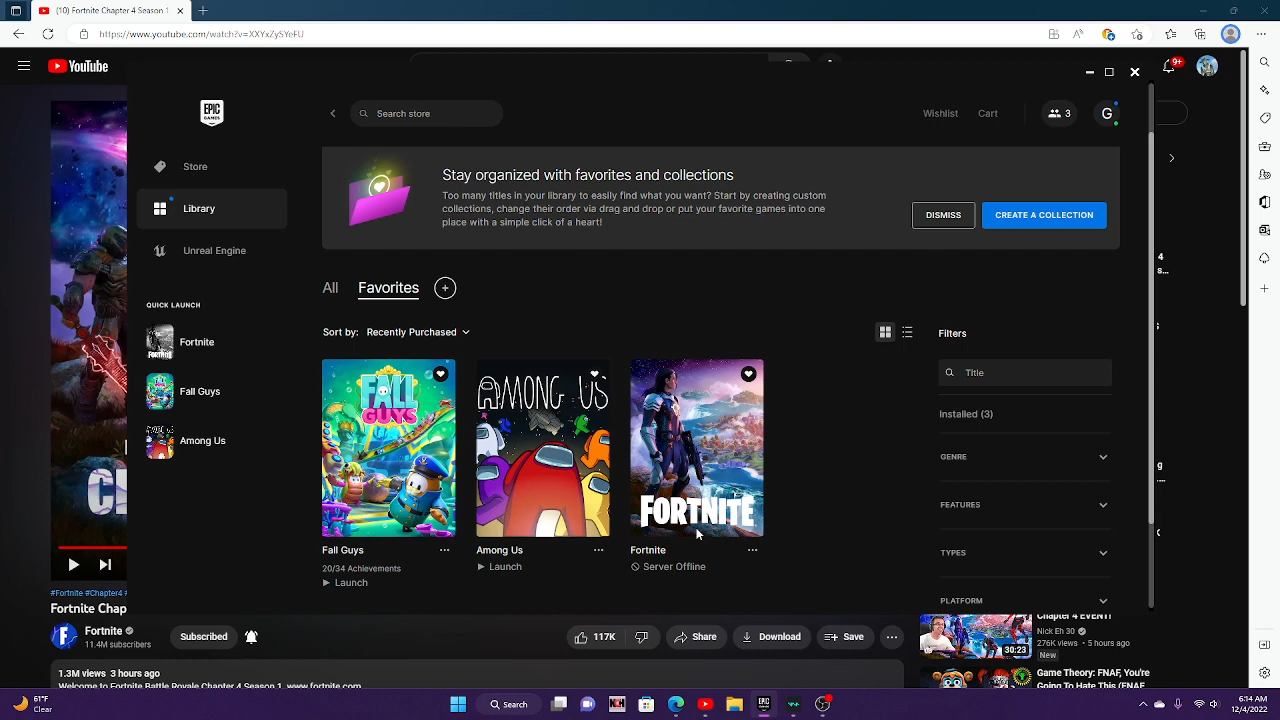 (10) Fortnite Chapter 4 Season 1
https://www.youtube.com/watch?v=XXYxZySYeFU
YouTube
9+
EPIC
GAMES
Search store
Wishlist
Cart
3
G
Store
Library
Unreal Engine
QUICK LAUNCH
Fortnite
Fall Guys
Among Us
Stay organized with favorites and collections
Too many titles in your library to easily find what you want? Start by creating custom
collections, change their order via drag and drop or put your favorite games into one
place with a simple click of a heart!
DISMISS
CREATE A COLLECTION
All
Favorites
Sort by: Recently Purchased
Filters
Title
Installed (3)
GENRE
FEATURES
TYPES
PLATFORM
FALL
GUYS
AMONG US
FORTNITE
Fall Guys
20/34 Achievements
Launch
Among Us
Launch
Fortnite
Server Offline
#Fortnite #Chapter4
Fortnite Chap
Fortnite
11.4M subscribers
Subscribed
117K
Share
Download
Save
1.3M views 3 hours ago
Welcome to Fortnite Battle Royale Chapter 4 Season 1. www.fortnite.com
Chapter 4 EVENT!
Nick Eh 30
276K views • 5 hours ago
New
30:23
Game Theory: FNAF, You're
Going To Hate This (FNAF
51°F
Clear
Search
6:14 AM
12/4/2022